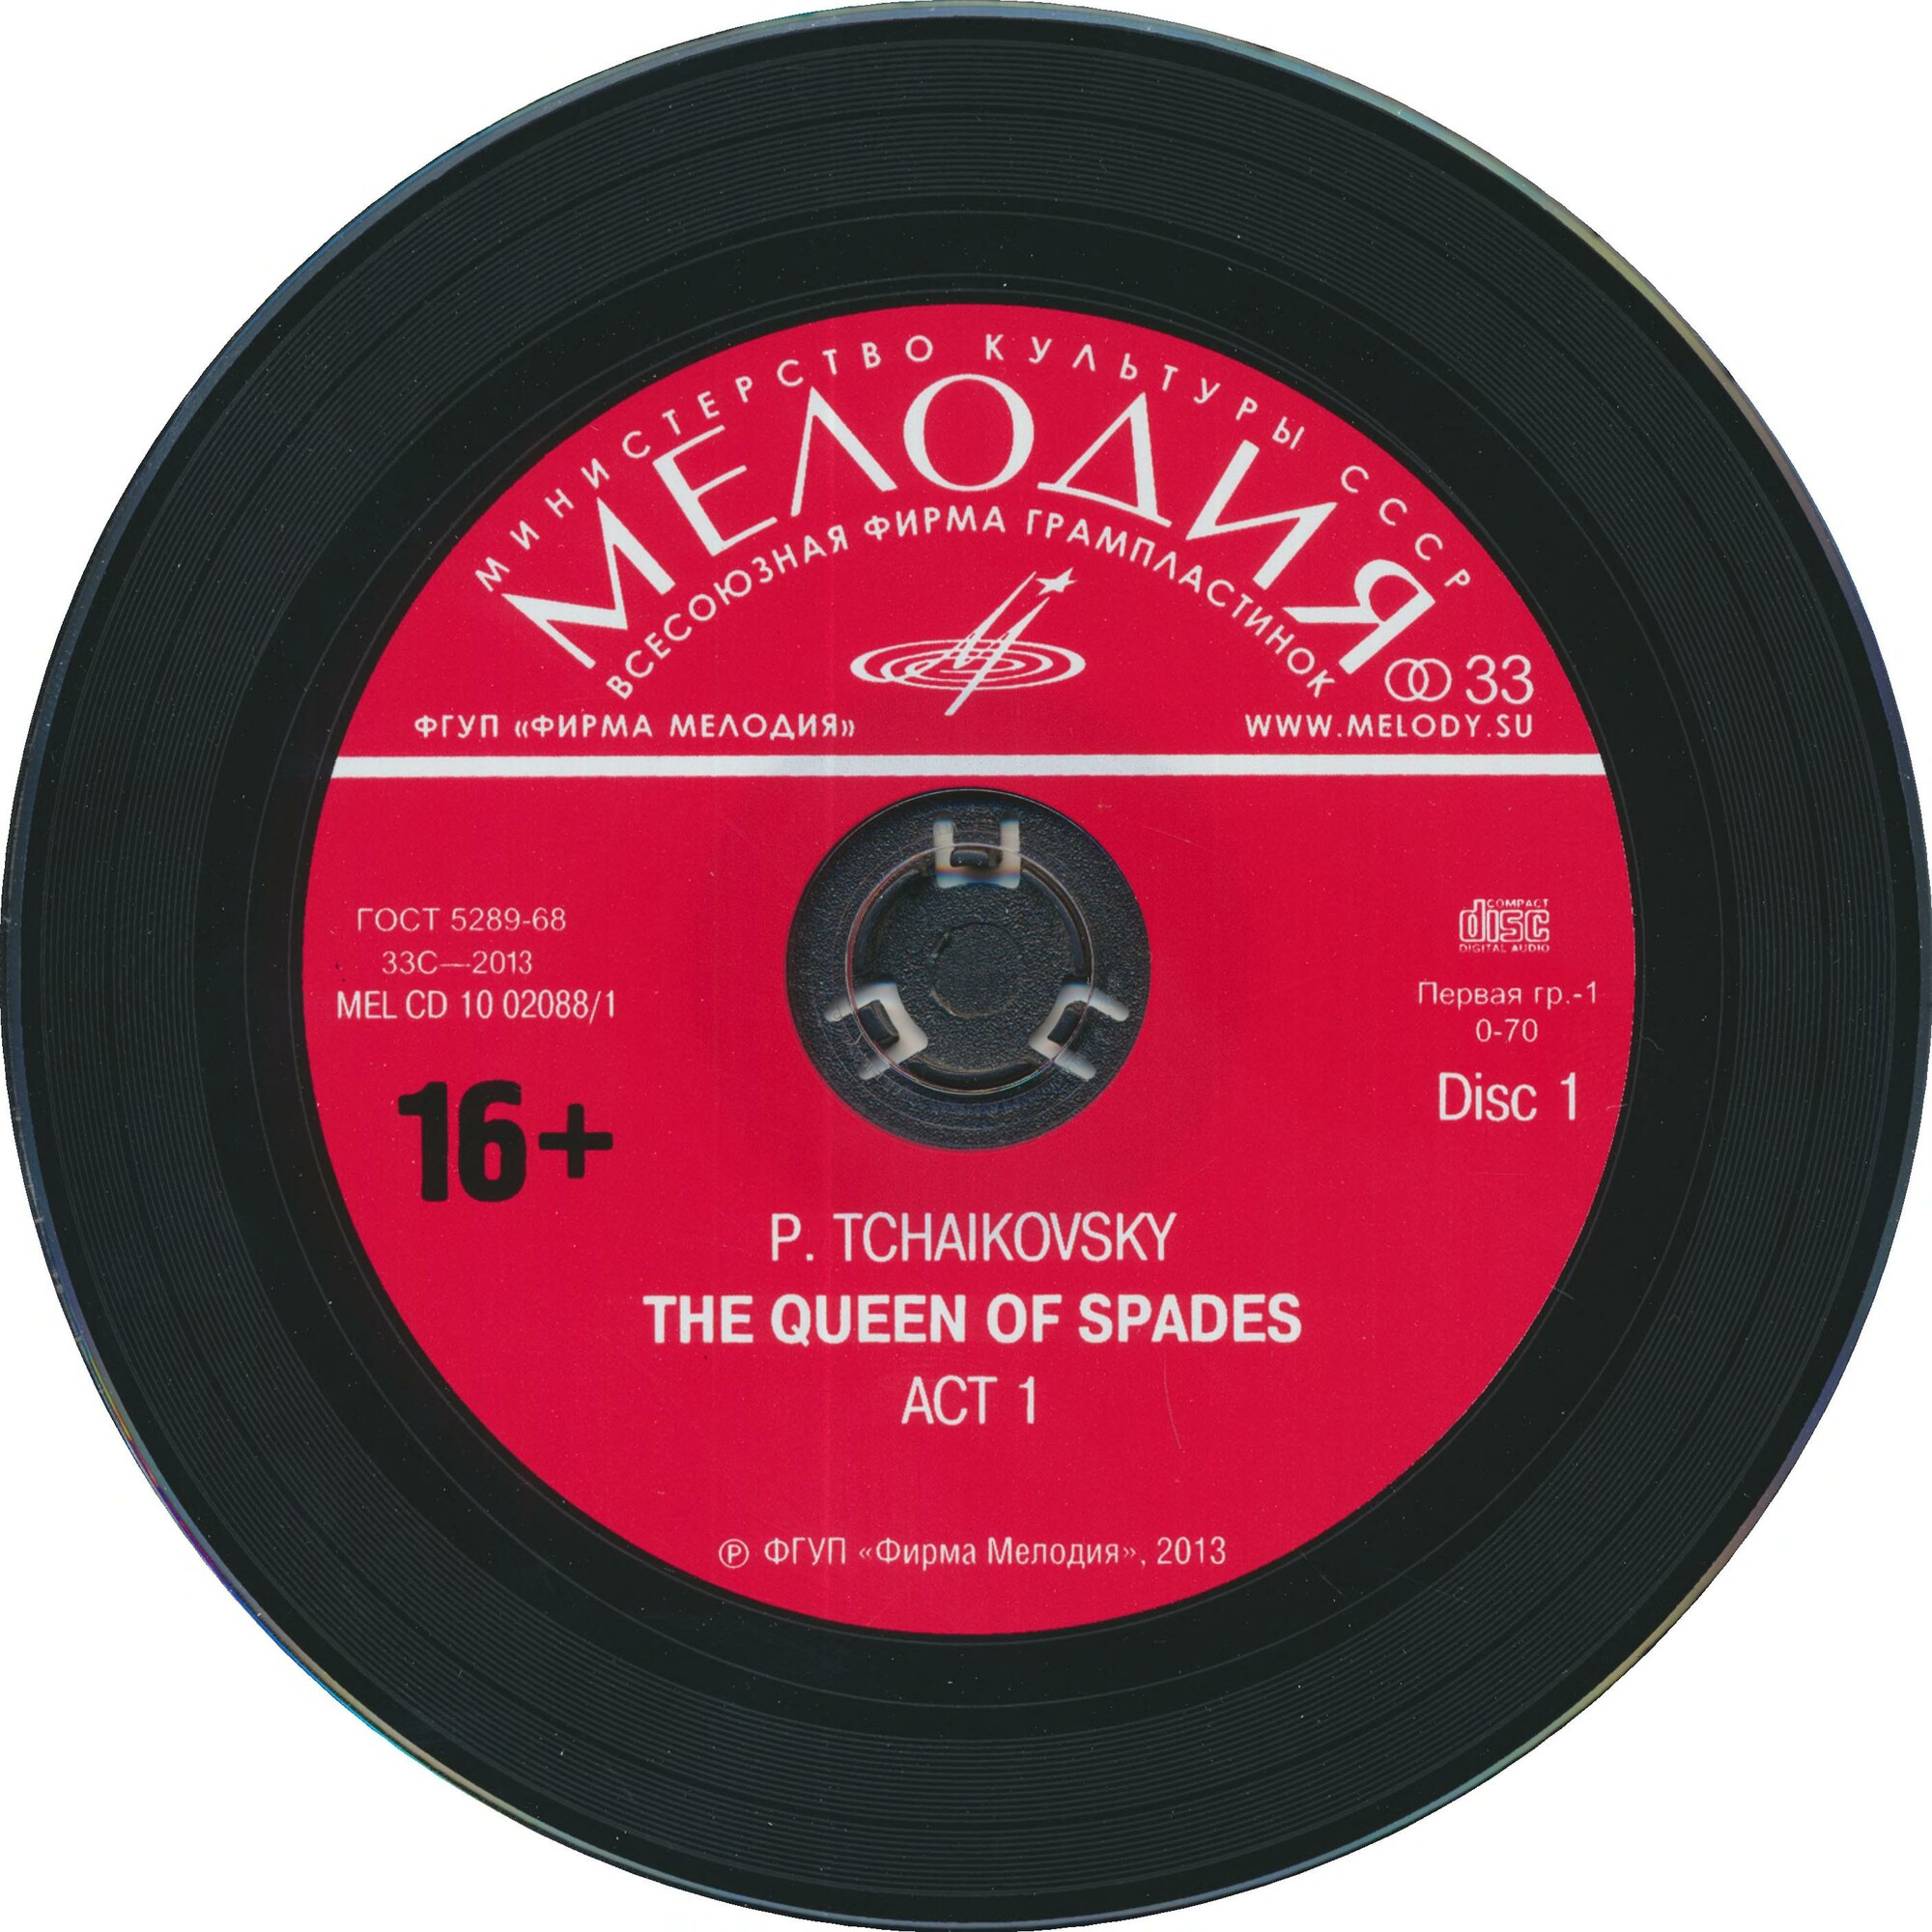 МИНИСТЕРСТВО КУЛЬТУРЫ СССР
МЕЛОДИЯ
ВСЕСОЮЗНАЯ ФИРМА ГРАМПЛАСТИНОК
33
ФГУП «ФИРМА МЕЛОДИЯ»
WWW.MELODY.SU
ГОСТ 5289-68
33С—2013
MEL CD 10 02088/1
16+
COMPACT
disc
DIGITAL AUDIO
Первая гр.-1
0-70
Disc 1
P. TCHAIKOVSKY
THE QUEEN OF SPADES
ACT 1
℗ ФГУП «Фирма Мелодия», 2013